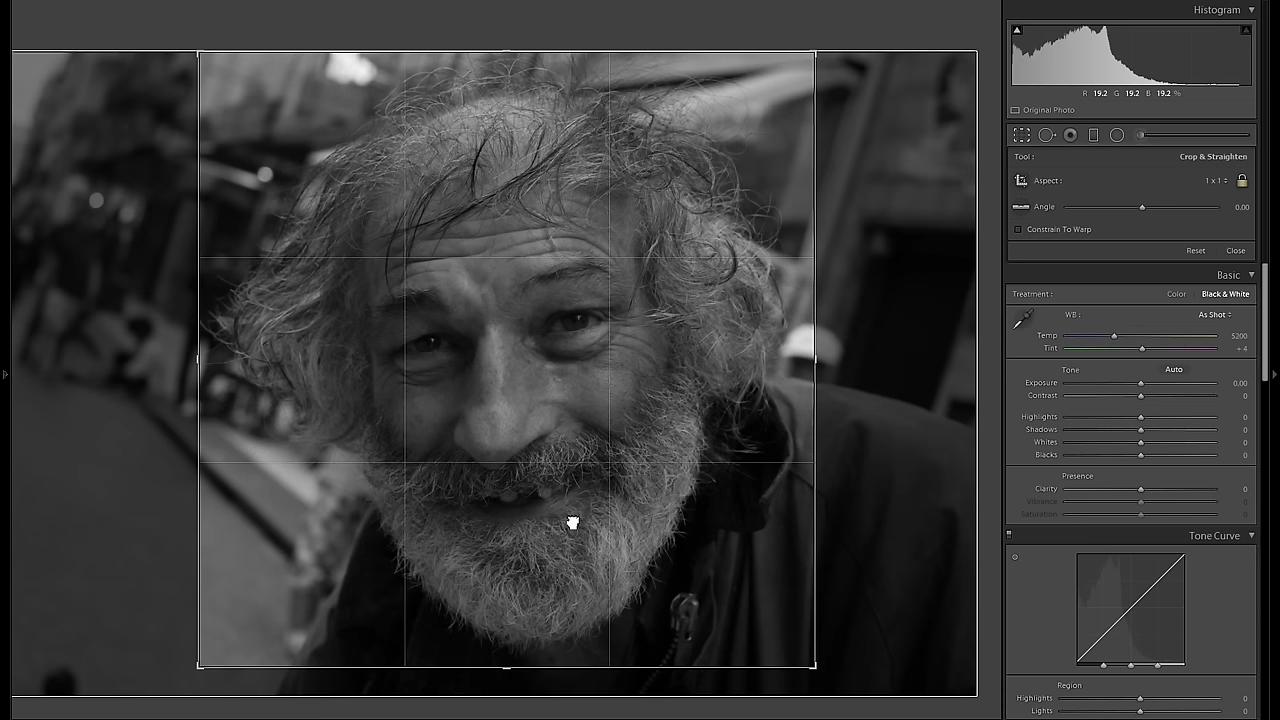 Histogram
R 19.2 G 19.2 B 19.2 %
Original Photo
Tool : Crop & Straighten
Aspect : 1 x 1
Angle 0.00
Constrain To Warp
Reset Close
Basic
Treatment : Color Black & White
WB : As Shot
Temp 5200
Tint + 4
Tone Auto
Exposure 0.00
Contrast 0
Highlights 0
Shadows 0
Whites 0
Blacks 0
Presence
Clarity 0
Vibrance 0
Saturation 0
Tone Curve
Region
Highlights 0
Lights 0